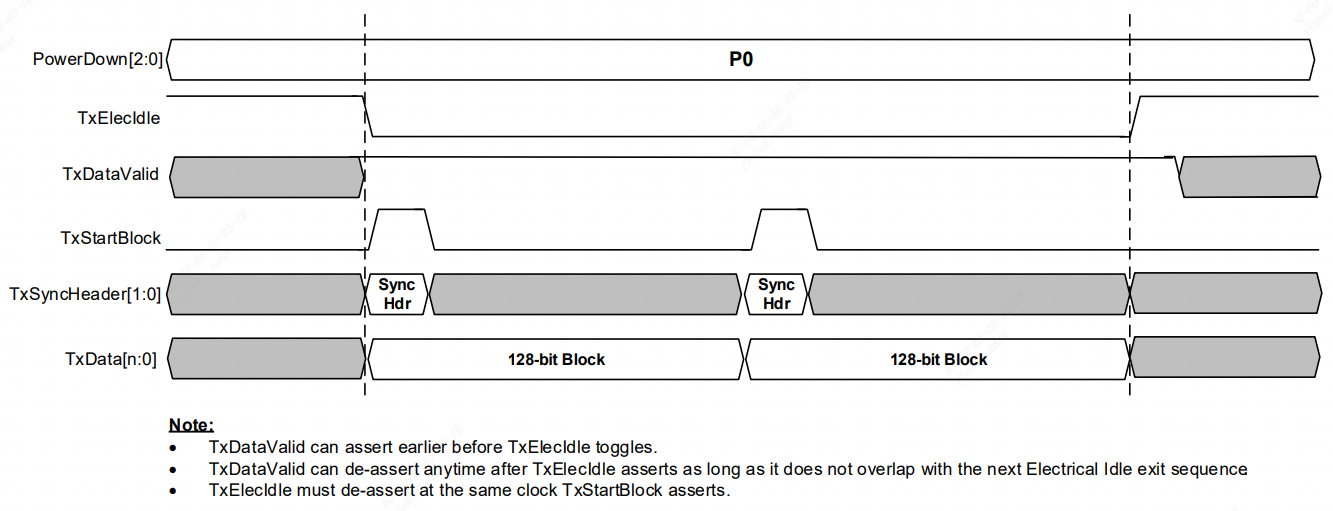 PowerDown[2:0]
P0
TxElecIdle
TxDataValid
TxStartBlock
TxSyncHeader[1:0]
Sync
Hdr
Sync
Hdr
TxData[n:0]
128-bit Block
128-bit Block
Note:
• TxDataValid can assert earlier before TxElecIdle toggles.
• TxDataValid can de-assert anytime after TxElecIdle asserts as long as it does not overlap with the next Electrical Idle exit sequence.
• TxElecIdle must de-assert at the same clock TxStartBlock asserts.